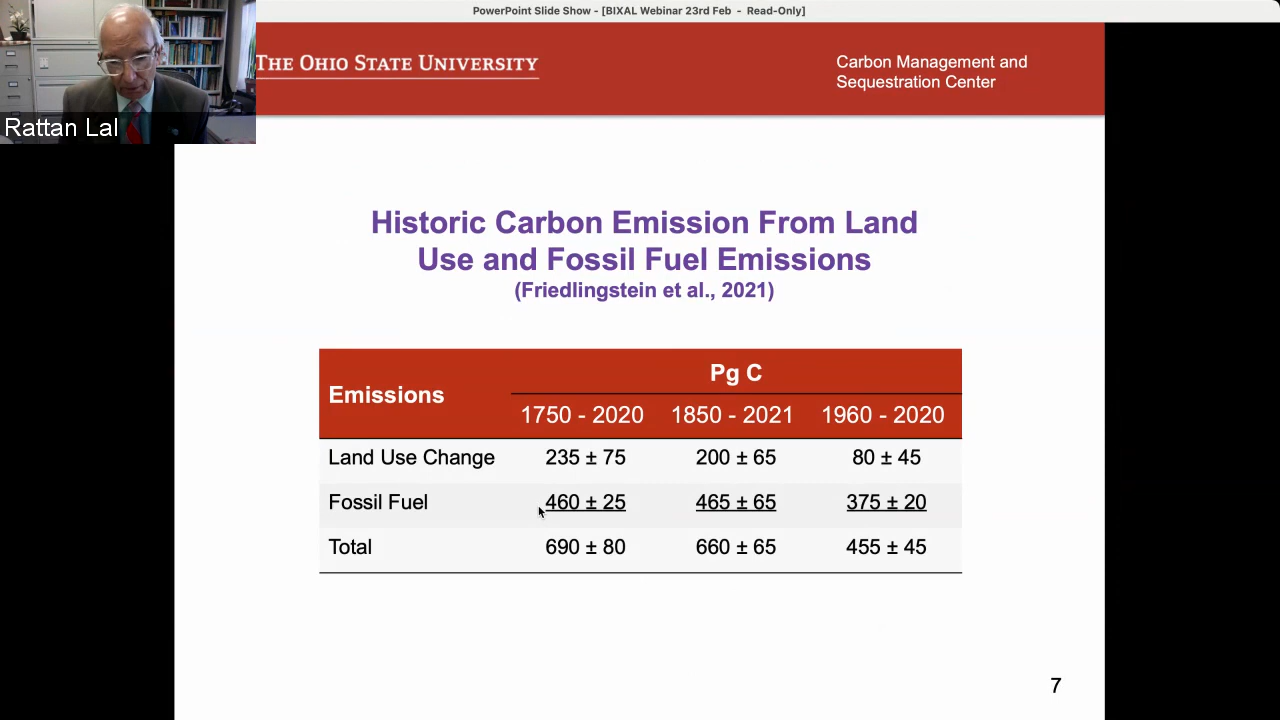 PowerPoint Slide Show - [BIXAL Webinar 23rd Feb - Read-Only]
THE OHIO STATE UNIVERSITY
Carbon Management and
Sequestration Center
Rattan Lal
Historic Carbon Emission From Land
Use and Fossil Fuel Emissions
(Friedlingstein et al., 2021)
Emissions
Pg C
1750 - 2020 1850 - 2021 1960 - 2020
Land Use Change 235 ± 75 200 ± 65 80 ± 45
Fossil Fuel 460 ± 25 465 ± 65 375 ± 20
Total 690 ± 80 660 ± 65 455 ± 45
7